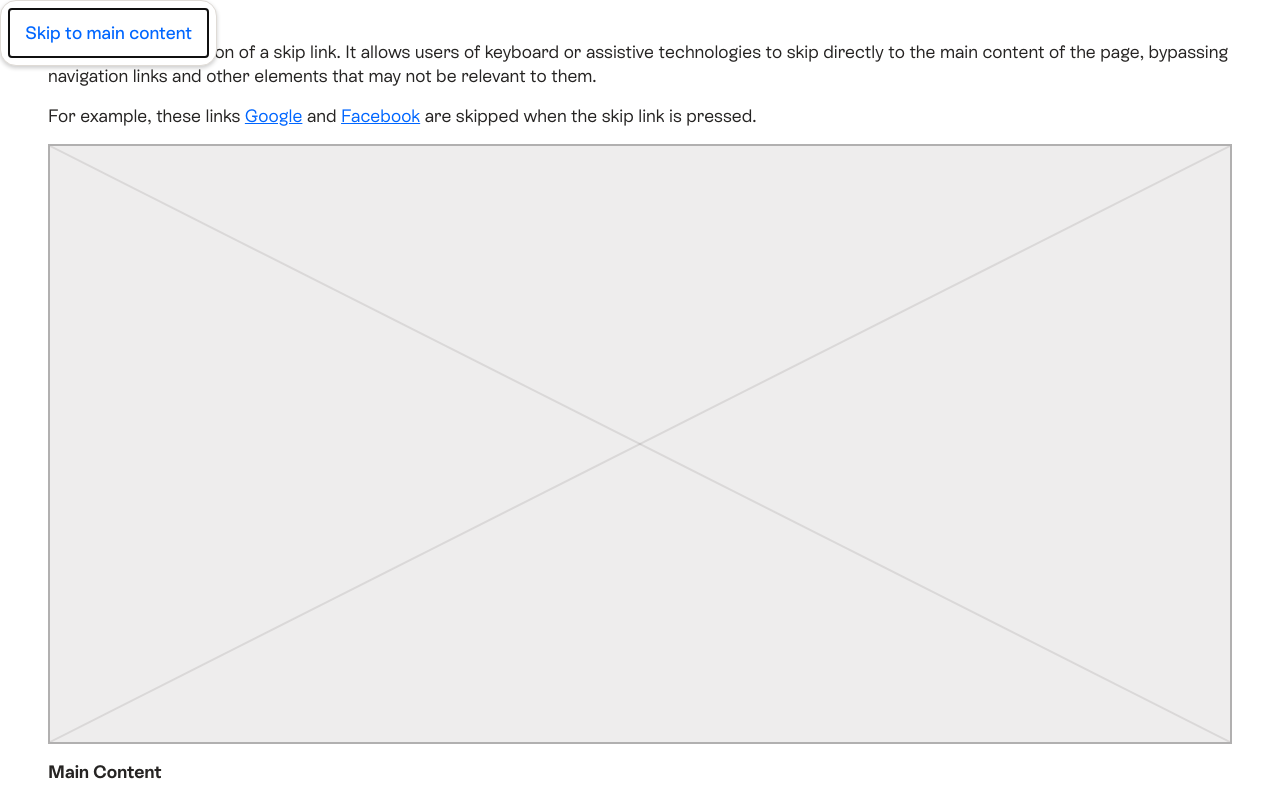 Skip to main content
on of a skip link. It allows users of keyboard or assistive technologies to skip directly to the main content of the page, bypassing
navigation links and other elements that may not be relevant to them.
For example, these links Google and Facebook are skipped when the skip link is pressed.
Main Content